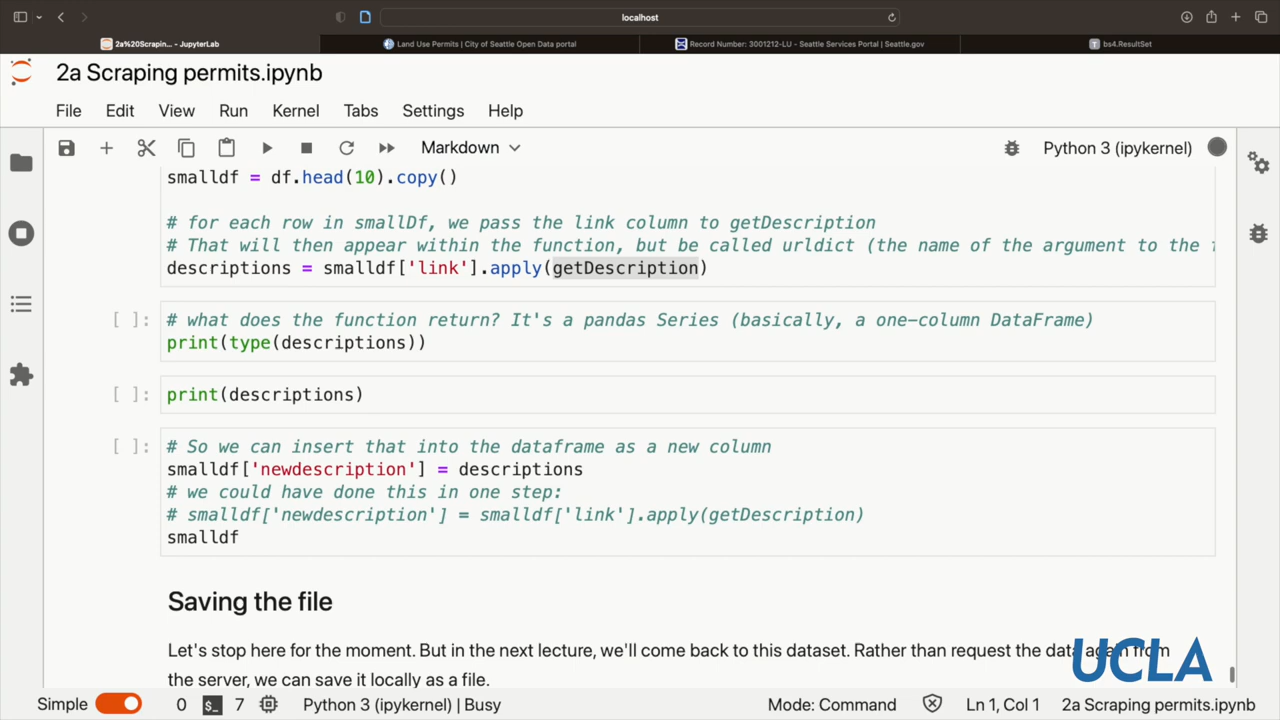 localhost
2a%20Scrapin... - JupyterLab
Land Use Permits | City of Seattle Open Data portal
Record Number: 3001212-LU - Seattle Services Portal | Seattle.gov
T bs4.ResultSet
2a Scraping permits.ipynb
File Edit View Run Kernel Tabs Settings Help
Markdown
Python 3 (ipykernel)
smalldf = df.head(10).copy()
# for each row in smallDf, we pass the link column to getDescription
# That will then appear within the function, but be called urldict (the name of the argument to the f
descriptions = smalldf['link'].apply(getDescription)
[ ]: # what does the function return? It's a pandas Series (basically, a one-column DataFrame)
print(type(descriptions))
[ ]: print(descriptions)
[ ]: # So we can insert that into the dataframe as a new column
smalldf['newdescription'] = descriptions
# we could have done this in one step:
# smalldf['newdescription'] = smalldf['link'].apply(getDescription)
smalldf
Saving the file
Let's stop here for the moment. But in the next lecture, we'll come back to this dataset. Rather than request the data again from
the server, we can save it locally as a file.
UCLA
Simple 0 $_ 7 Python 3 (ipykernel) | Busy Mode: Command Ln 1, Col 1 2a Scraping permits.ipynb